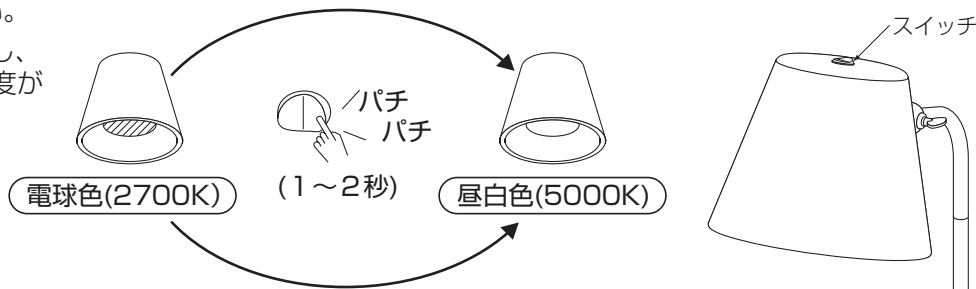 い。
し、
度が
スイッチ
パチ
パチ
(1～2秒)
電球色(2700K)
昼白色(5000K)